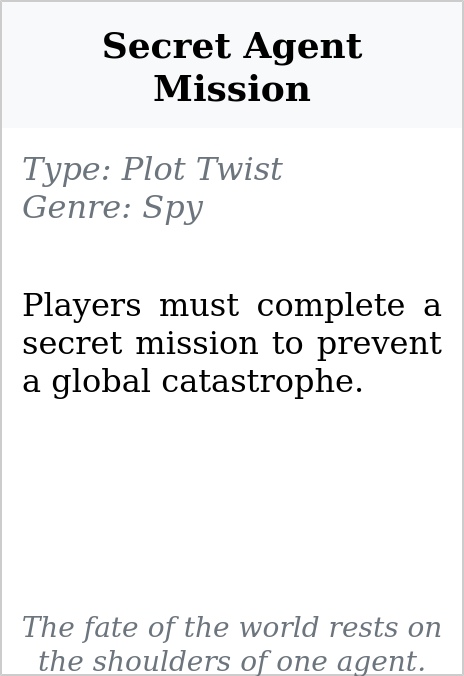 Secret Agent
Mission
Type: Plot Twist
Genre: Spy
Players must complete a
secret mission to prevent
a global catastrophe.
The fate of the world rests on
the shoulders of one agent.